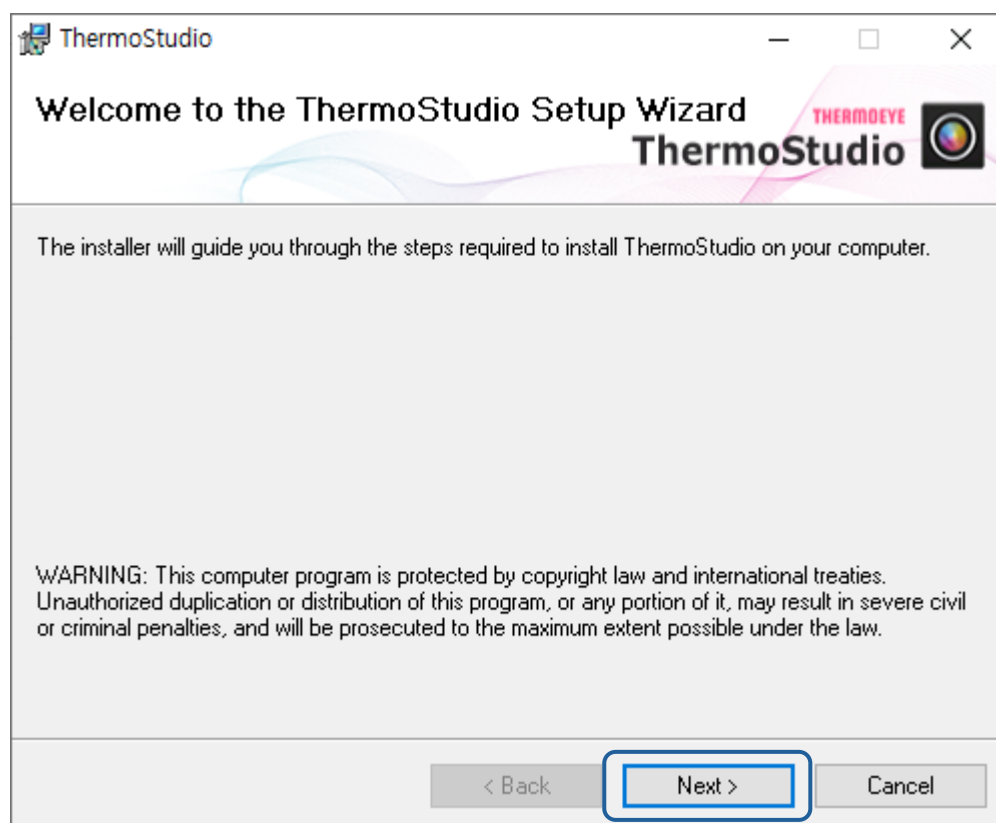 ThermoStudio
Welcome to the ThermoStudio Setup Wizard
THERMOEYE
ThermoStudio
The installer will guide you through the steps required to install ThermoStudio on your computer.
WARNING: This computer program is protected by copyright law and international treaties.
Unauthorized duplication or distribution of this program, or any portion of it, may result in severe civil
or criminal penalties, and will be prosecuted to the maximum extent possible under the law.
< Back
Next >
Cancel